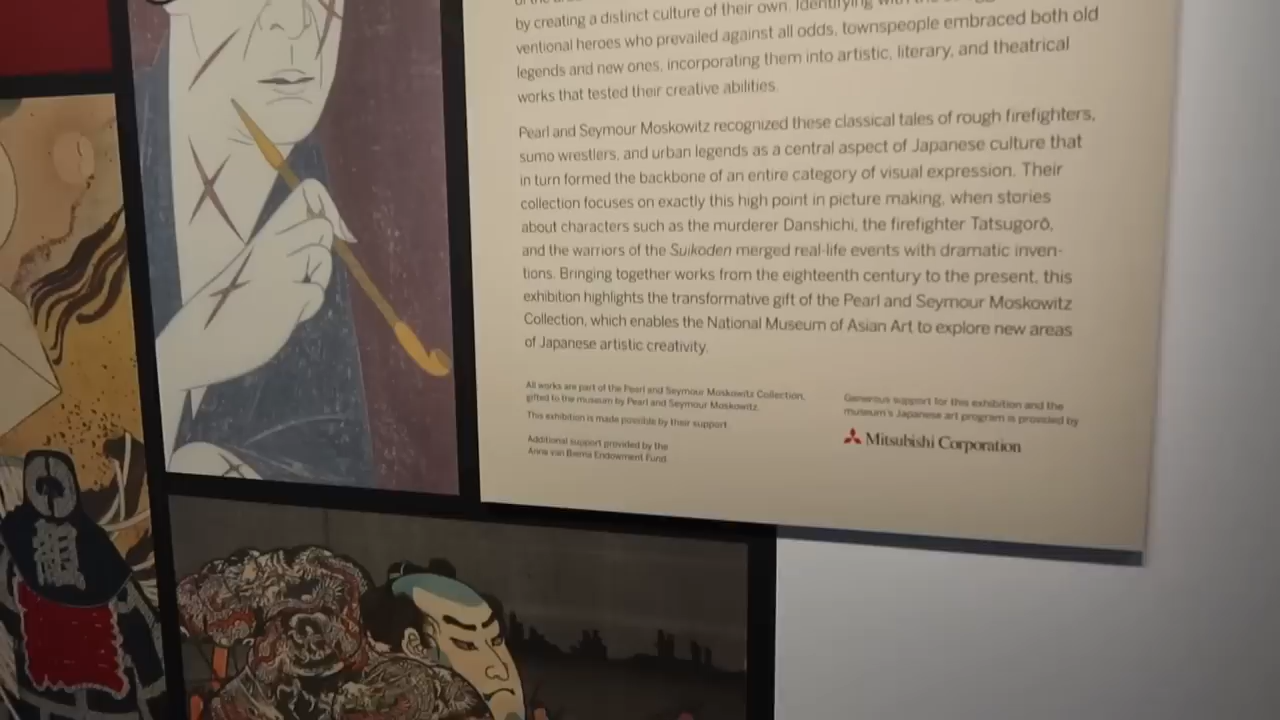 by creating a distinct culture of their own. Identifying with the
ventional heroes who prevailed against all odds, townspeople embraced both old
legends and new ones, incorporating them into artistic, literary, and theatrical
works that tested their creative abilities.
Pearl and Seymour Moskowitz recognized these classical tales of rough firefighters,
sumo wrestlers, and urban legends as a central aspect of Japanese culture that
in turn formed the backbone of an entire category of visual expression. Their
collection focuses on exactly this high point in picture making, when stories
about characters such as the murderer Danshichi, the firefighter Tatsugorō,
and the warriors of the Suikoden merged real-life events with dramatic inven-
tions. Bringing together works from the eighteenth century to the present, this
exhibition highlights the transformative gift of the Pearl and Seymour Moskowitz
Collection, which enables the National Museum of Asian Art to explore new areas
of Japanese artistic creativity.
All works are part of the Pearl and Seymour Moskowitz Collection,
gifted to the museum by Pearl and Seymour Moskowitz.
This exhibition is made possible by their support.
Additional support provided by the
Anne van Biema Endowment Fund.
Generous support for this exhibition and the
museum's Japanese art program is provided by
Mitsubishi Corporation
組